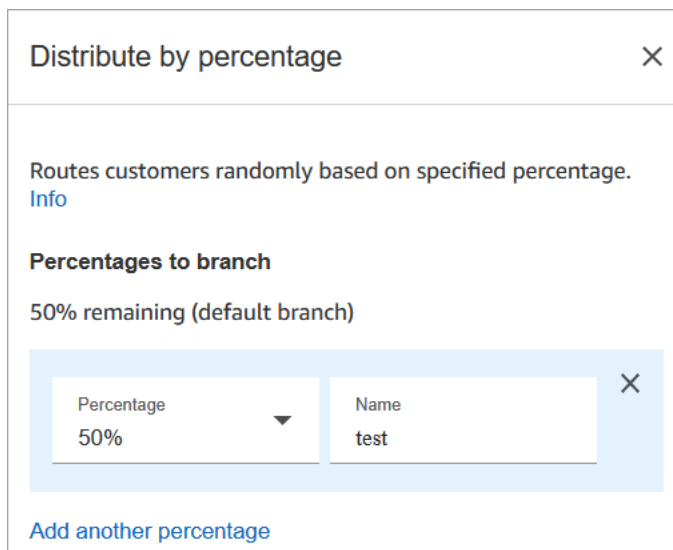 Distribute by percentage
Routes customers randomly based on specified percentage.
Info
Percentages to branch
50% remaining (default branch)
Percentage
50%
Name
test
Add another percentage